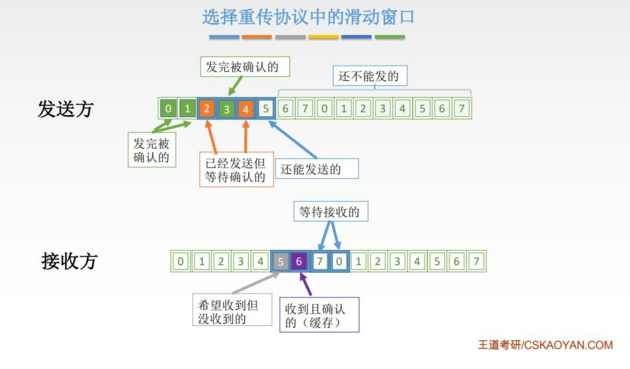 选择重传协议中的滑动窗口
发完被确认的
还不能发的
发送方
0 1 2 3 4 5 6 7 0 1 2 3 4 5 6 7
发完被
确认的
已经发送但
等待确认的
还能发送的
等待接收的
接收方
0 1 2 3 4 5 6 7 0 1 2 3 4 5 6 7
希望收到但
没收到的
收到且确认
的（缓存）
王道考研/CSKAOYAN.COM